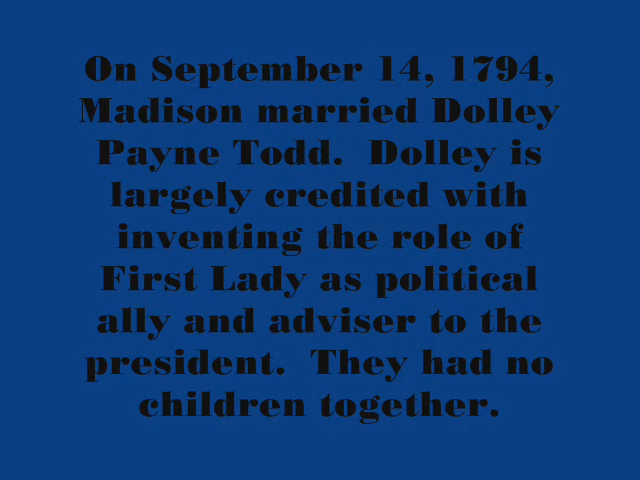 On September 14, 1794,
Madison married Dolley
Payne Todd.  Dolley is
largely credited with
inventing the role of
First Lady as political
ally and adviser to the
president.  They had no
children together.